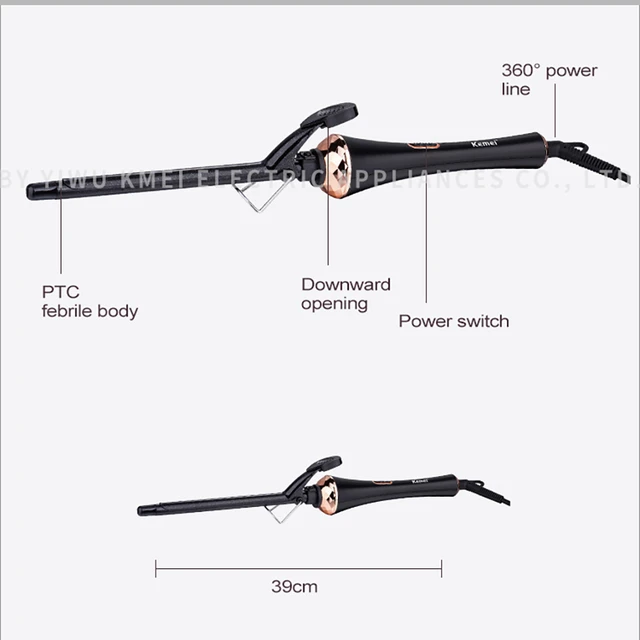 360° power
line
Kemei
BY YIWU KMEI ELECTRIC APPLIANCES CO., LTD
PTC
febrile body
Downward
opening
Power switch
Kemei
39cm